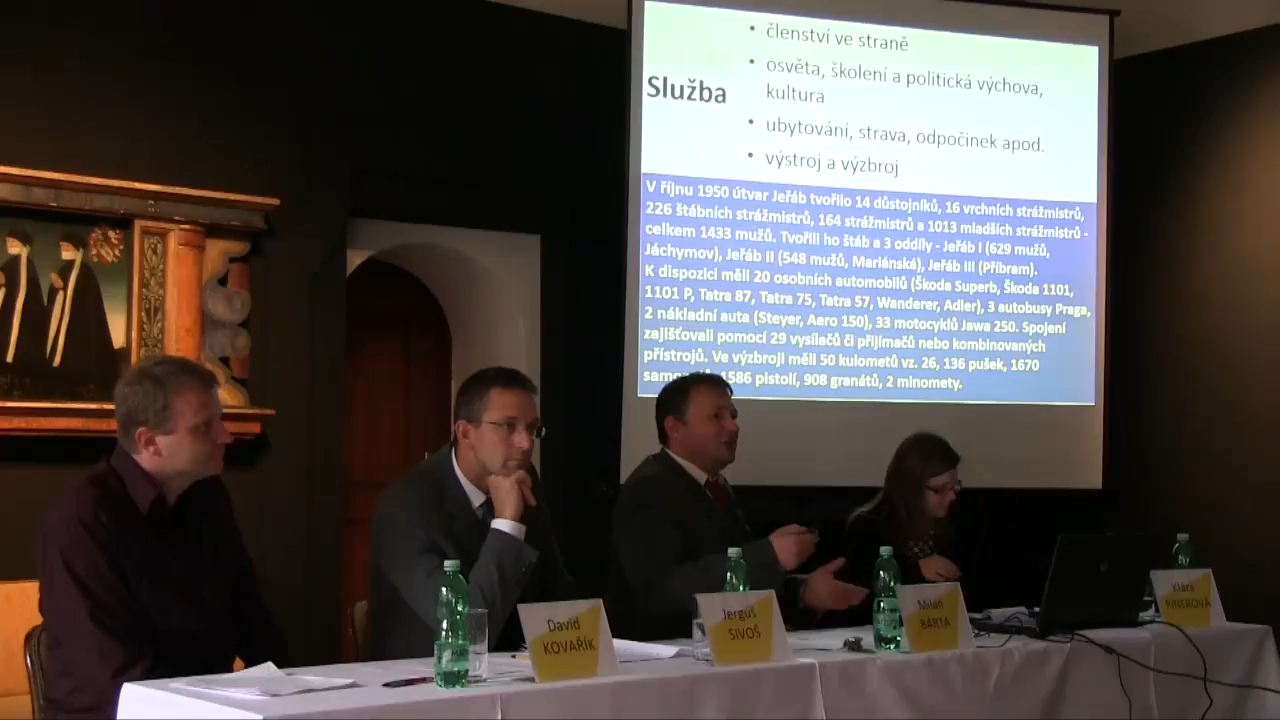 Služba
• členství ve straně
• osvěta, školení a politická výchova,
kultura
• ubytování, strava, odpočinek apod.
• výstroj a výzbroj
V říjnu 1950 útvar Jeřáb tvořilo 14 důstojníků, 16 vrchních strážmistrů,
226 štábních strážmistrů, 164 strážmistrů a 1013 mladších strážmistrů -
celkem 1433 mužů. Tvořili ho štáb a 3 oddíly - Jeřáb I (629 mužů,
Jáchymov), Jeřáb II (548 mužů, Mariánská), Jeřáb III (Příbram).
K dispozici měli 20 osobních automobilů (Škoda Superb, Škoda 1101,
1101 P, Tatra 87, Tatra 75, Tatra 57, Wanderer, Adler), 3 autobusy Praga,
2 nákladní auta (Steyer, Aero 150), 33 motocyklů Jawa 250. Spojení
zajišťovali pomocí 29 vysílačů či přijímačů nebo kombinovaných
přístrojů. Ve výzbroji měli 50 kulometů vz. 26, 136 pušek, 1670
1586 pistolí, 908 granátů, 2 minomety.
David
KOVAŘÍK
Jerguš
SIVOŠ
Milan
BÁRTA
Klára
PINEROVÁ